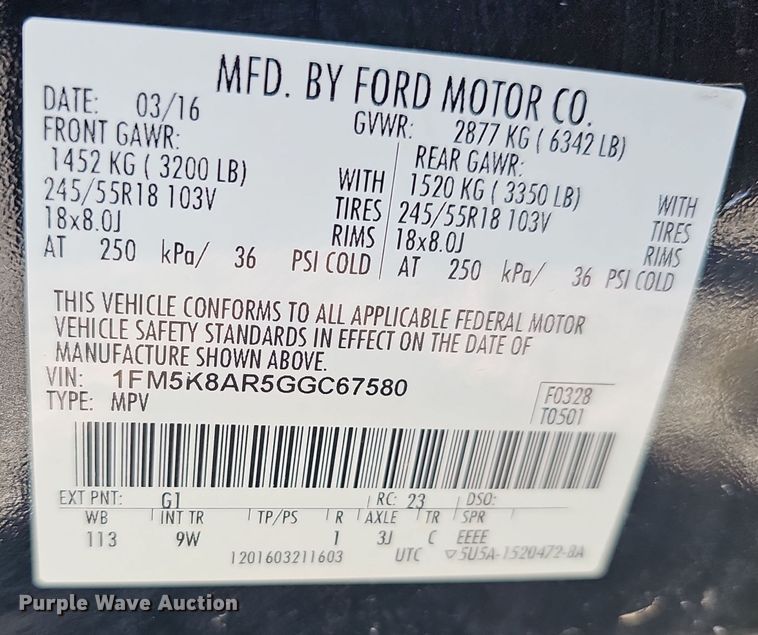 MFD. BY FORD MOTOR CO.
DATE: 03/16 GVWR: 2877 KG ( 6342 LB)
FRONT GAWR: REAR GAWR:
1452 KG ( 3200 LB) WITH 1520 KG ( 3350 LB) WITH
245/55R18 103V TIRES 245/55R18 103V TIRES
18x8.0J RIMS 18x8.0J RIMS
AT 250 kPa/ 36 PSI COLD AT 250 kPa/ 36 PSI COLD
THIS VEHICLE CONFORMS TO ALL APPLICABLE FEDERAL MOTOR
VEHICLE SAFETY STANDARDS IN EFFECT ON THE DATE OF
MANUFACTURE SHOWN ABOVE.
VIN: 1FM5K8AR5GGC67580
TYPE: MPV
F0328
T0501
EXT PNT: G1 RC: 23 DSO:
WB INT TR TP/PS R AXLE TR SPR
113 9W 1 3J C EEEE
1201603211603 UTC ▽5U5A-1520472-BA
Purple Wave Auction